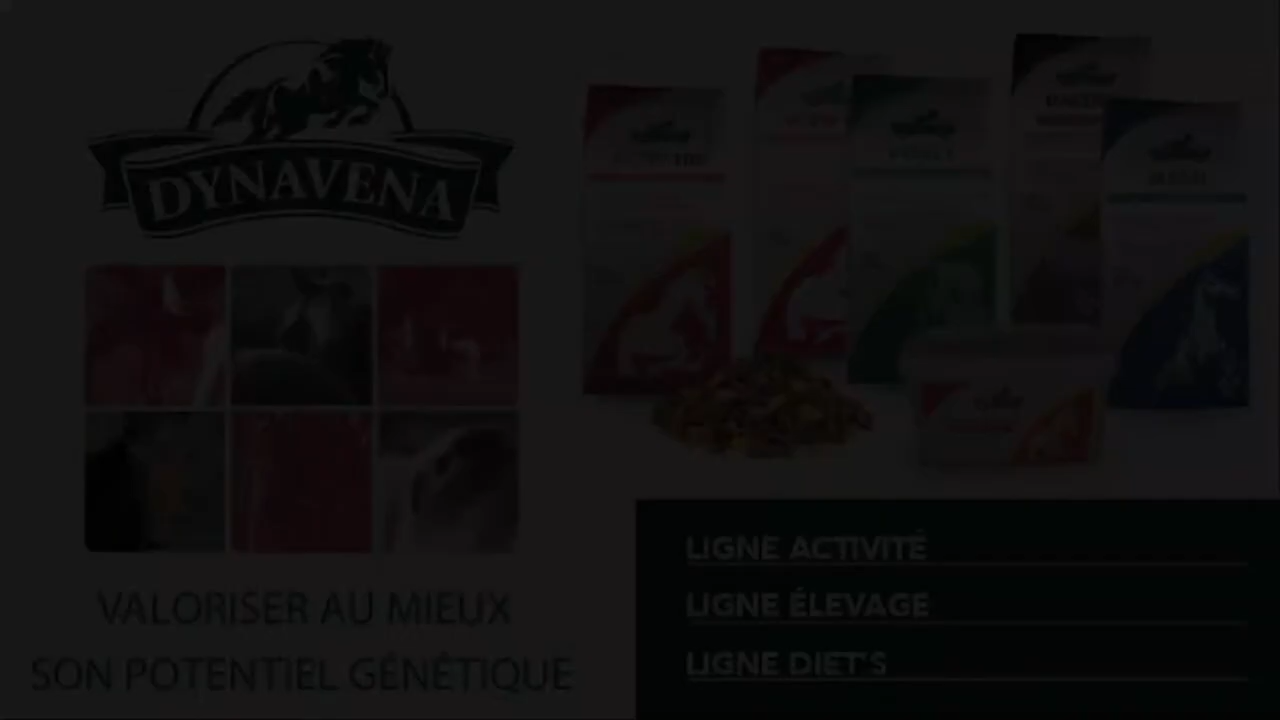 DYNAVENA
VALORISER AU MIEUX
SON POTENTIEL GÉNÉTIQUE
LIGNE ACTIVITÉ
LIGNE ÉLEVAGE
LIGNE DIET'S